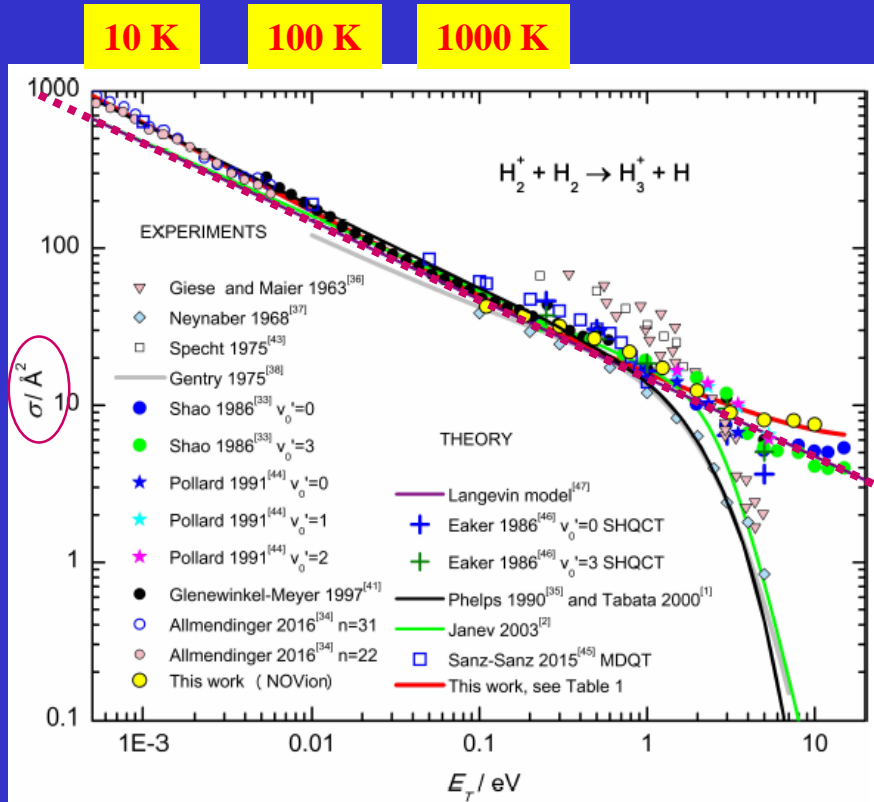 10 K 100 K 1000 K
1000
100
10
1
0.1
σ/ Å²
H₂⁺ + H₂ → H₃⁺ + H
EXPERIMENTS
Giese and Maier 1963[36]
Neynaber 1968[37]
Specht 1975[43]
Gentry 1975[38]
Shao 1986[33] v₀'=0
Shao 1986[33] v₀'=3
Pollard 1991[44] v₀'=0
Pollard 1991[44] v₀'=1
Pollard 1991[44] v₀'=2
Glenewinkel-Meyer 1997[41]
Allmendinger 2016[34] n=31
Allmendinger 2016[34] n=22
This work ( NOVion)
THEORY
Langevin model[47]
Eaker 1986[46] v₀'=0 SHQCT
Eaker 1986[46] v₀'=3 SHQCT
Phelps 1990[35] and Tabata 2000[1]
Janev 2003[2]
Sanz-Sanz 2015[45] MDQT
This work, see Table 1
1E-3 0.01 0.1 1 10
E_T / eV